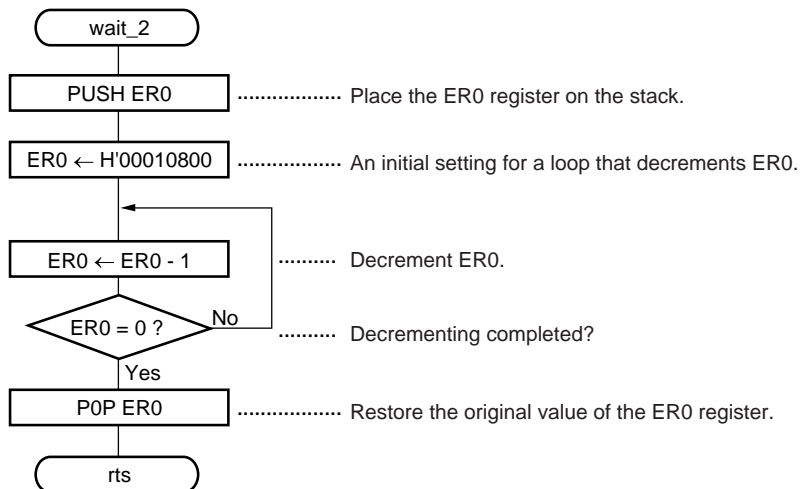 wait_2
PUSH ER0 .................. Place the ER0 register on the stack.
ER0 ← H'00010800 .................. An initial setting for a loop that decrements ER0.
ER0 ← ER0 - 1 .......... Decrement ER0.
ER0 = 0 ? No .......... Decrementing completed?
Yes
P0P ER0 .................. Restore the original value of the ER0 register.
rts